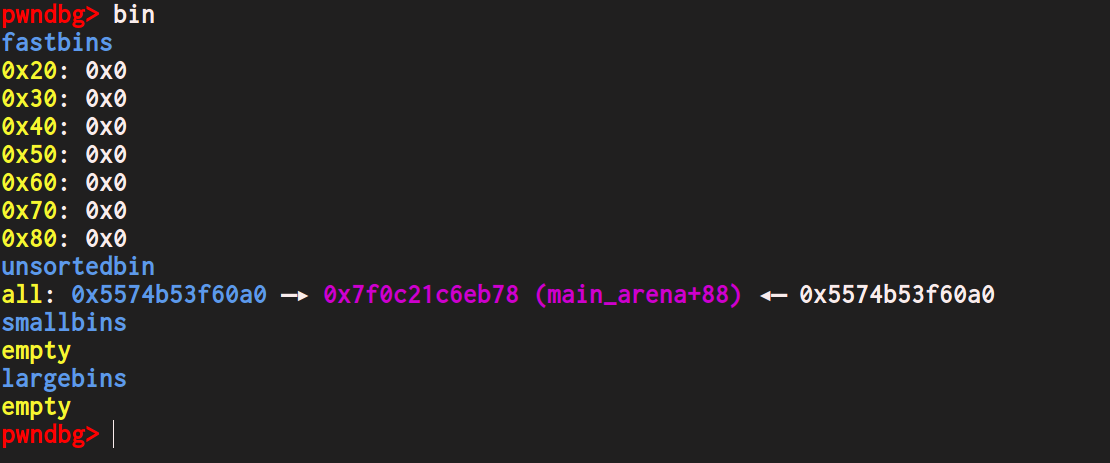 pwndbg> bin
fastbins
0x20: 0x0
0x30: 0x0
0x40: 0x0
0x50: 0x0
0x60: 0x0
0x70: 0x0
0x80: 0x0
unsortedbin
all: 0x5574b53f60a0 —▸ 0x7f0c21c6eb78 (main_arena+88) ◂— 0x5574b53f60a0
smallbins
empty
largebins
empty
pwndbg>